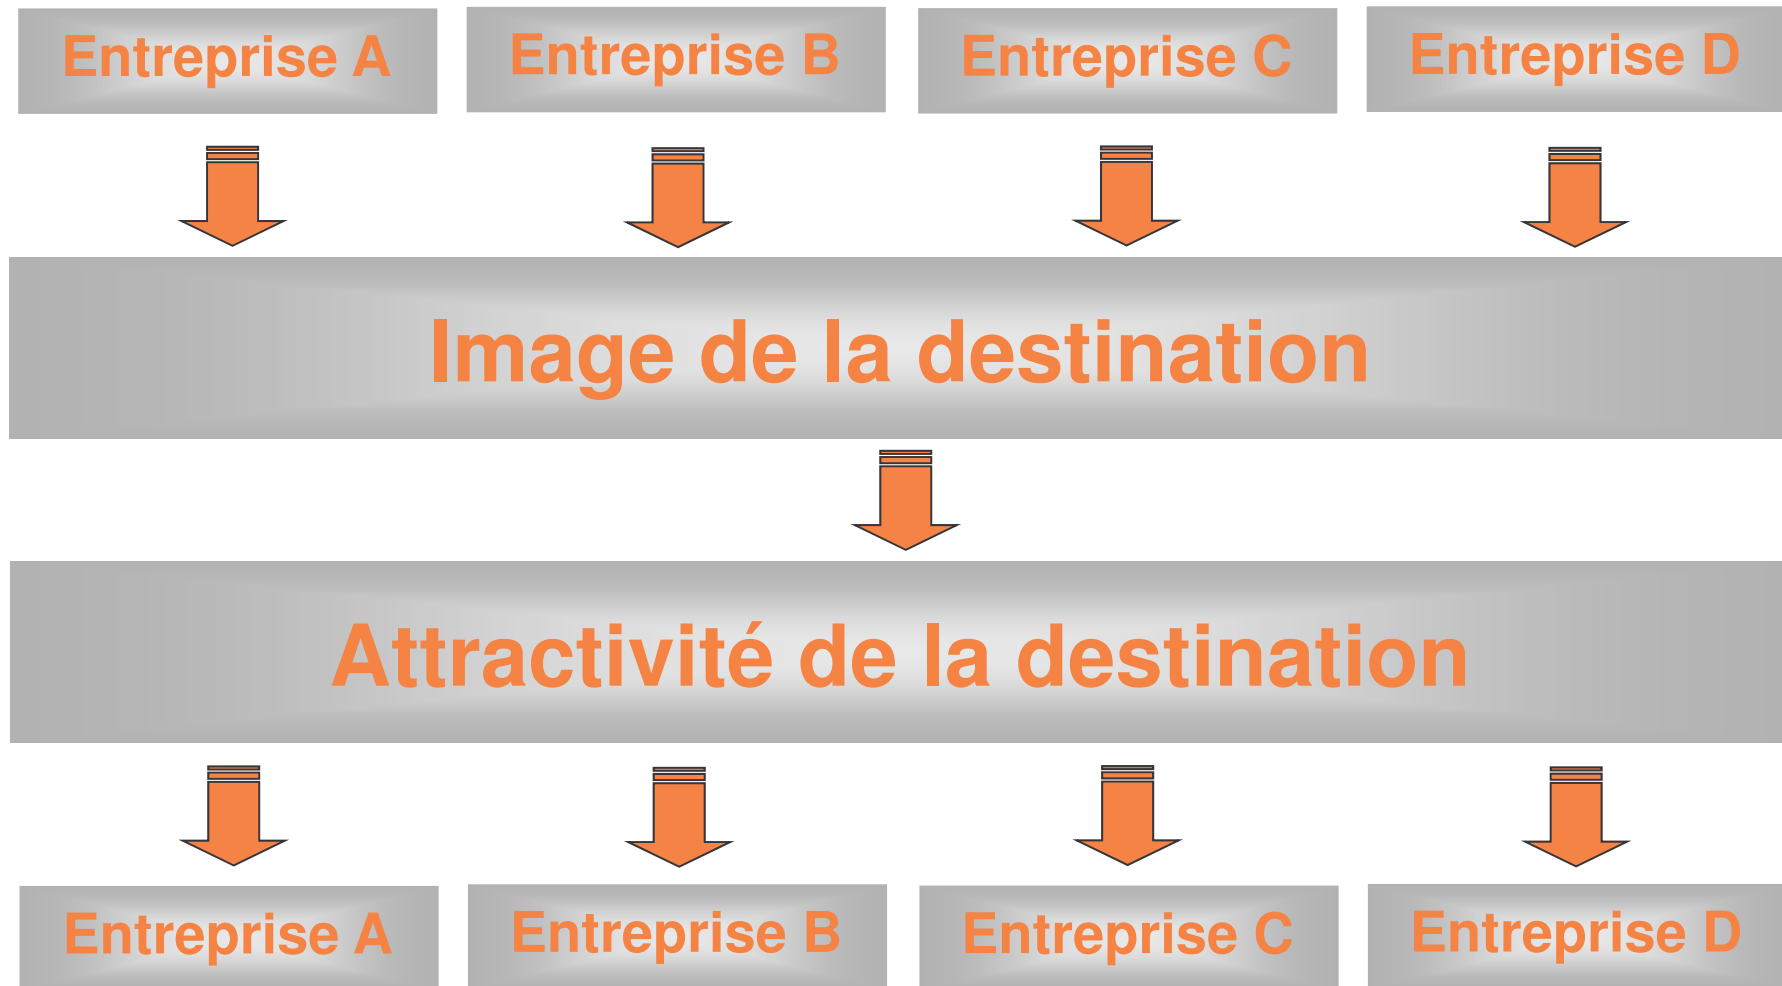 Entreprise A
Entreprise B
Entreprise C
Entreprise D
Image de la destination
Attractivité de la destination
Entreprise A
Entreprise B
Entreprise C
Entreprise D